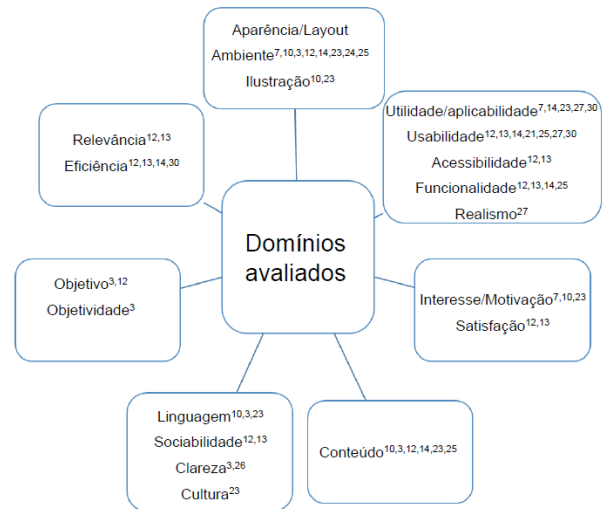 Aparência/Layout
Ambiente7,10,3,12,14,23,24,25
Ilustração10,23
Utilidade/aplicabilidade7,14,23,27,30
Usabilidade12,13,14,21,25,27,30
Acessibilidade12,13
Funcionalidade12,13,14,25
Realismo27
Relevância12,13
Eficiência12,13,14,30
Domínios
avaliados
Objetivo3,12
Objetividade3
Interesse/Motivação7,10,23
Satisfação12,13
Linguagem10,3,23
Sociabilidade12,13
Clareza3,26
Cultura23
Conteúdo10,3,12,14,23,25